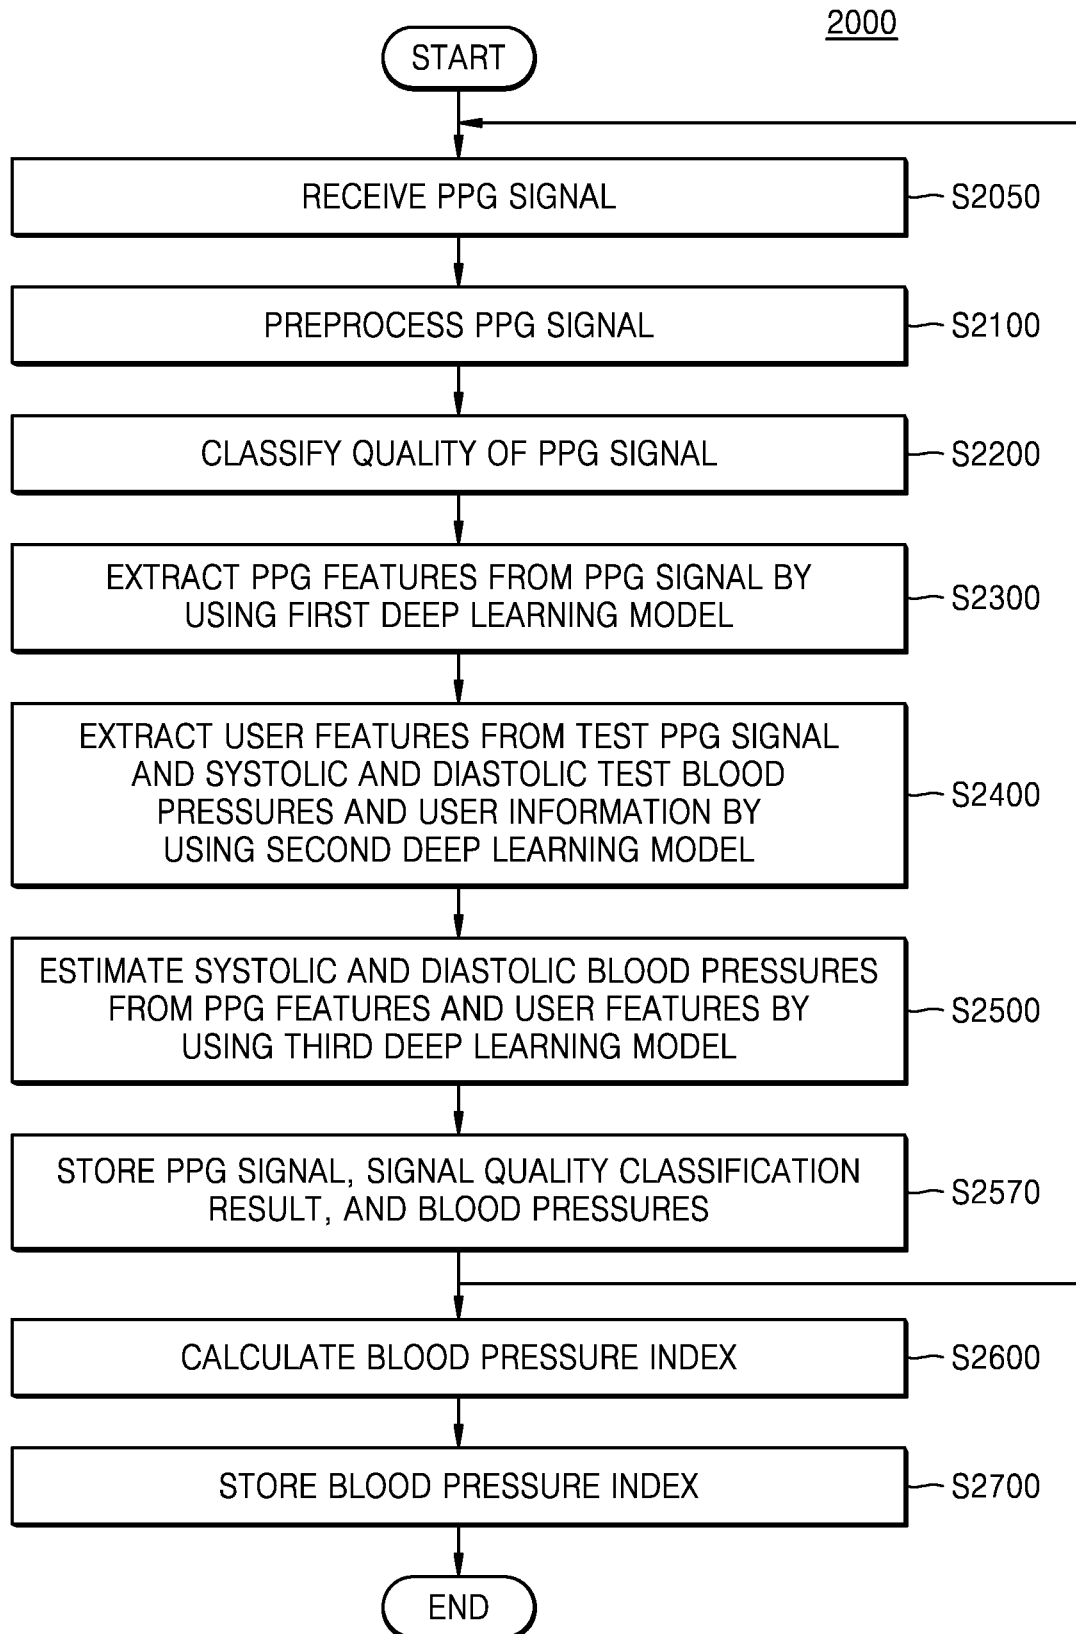 2000
START
RECEIVE PPG SIGNAL
S2050
PREPROCESS PPG SIGNAL
S2100
CLASSIFY QUALITY OF PPG SIGNAL
S2200
EXTRACT PPG FEATURES FROM PPG SIGNAL BY
USING FIRST DEEP LEARNING MODEL
S2300
EXTRACT USER FEATURES FROM TEST PPG SIGNAL
AND SYSTOLIC AND DIASTOLIC TEST BLOOD
PRESSURES AND USER INFORMATION BY
USING SECOND DEEP LEARNING MODEL
S2400
ESTIMATE SYSTOLIC AND DIASTOLIC BLOOD PRESSURES
FROM PPG FEATURES AND USER FEATURES BY
USING THIRD DEEP LEARNING MODEL
S2500
STORE PPG SIGNAL, SIGNAL QUALITY CLASSIFICATION
RESULT, AND BLOOD PRESSURES
S2570
CALCULATE BLOOD PRESSURE INDEX
S2600
STORE BLOOD PRESSURE INDEX
S2700
END